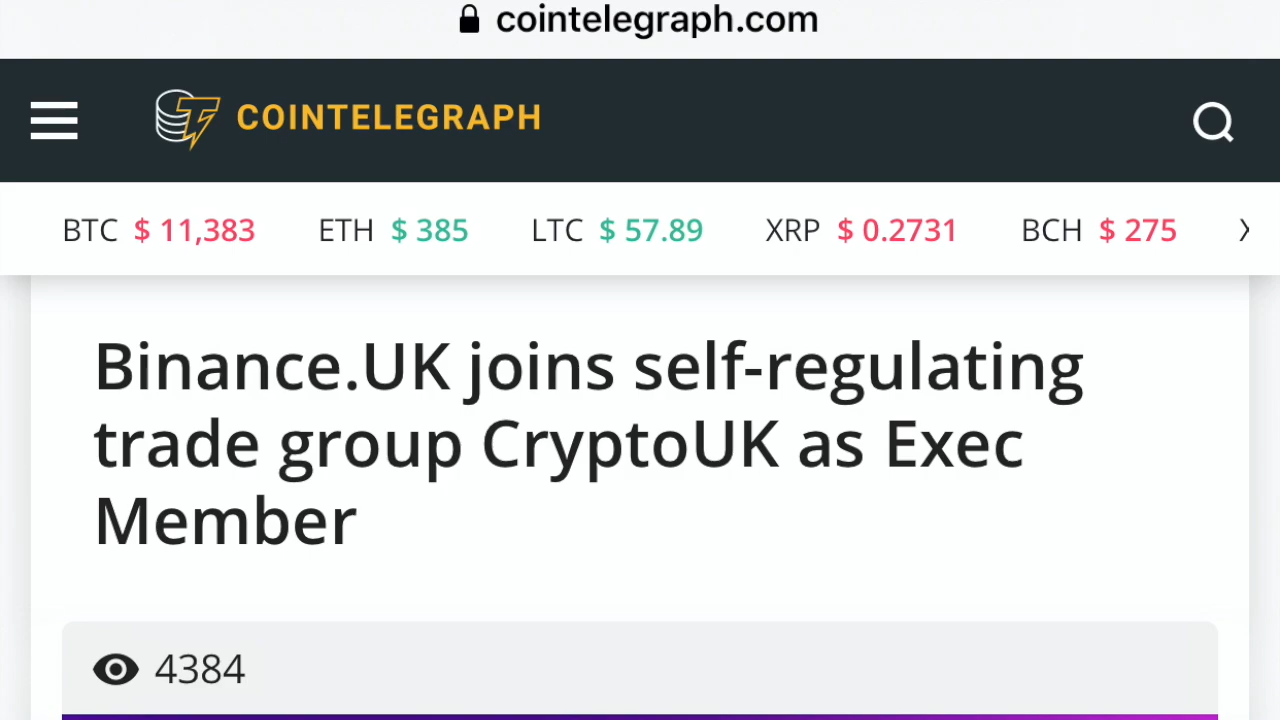 cointelegraph.com
COINTELEGRAPH
BTC $ 11,383 ETH $ 385 LTC $ 57.89 XRP $ 0.2731 BCH $ 275
Binance.UK joins self-regulating
trade group CryptoUK as Exec
Member
4384